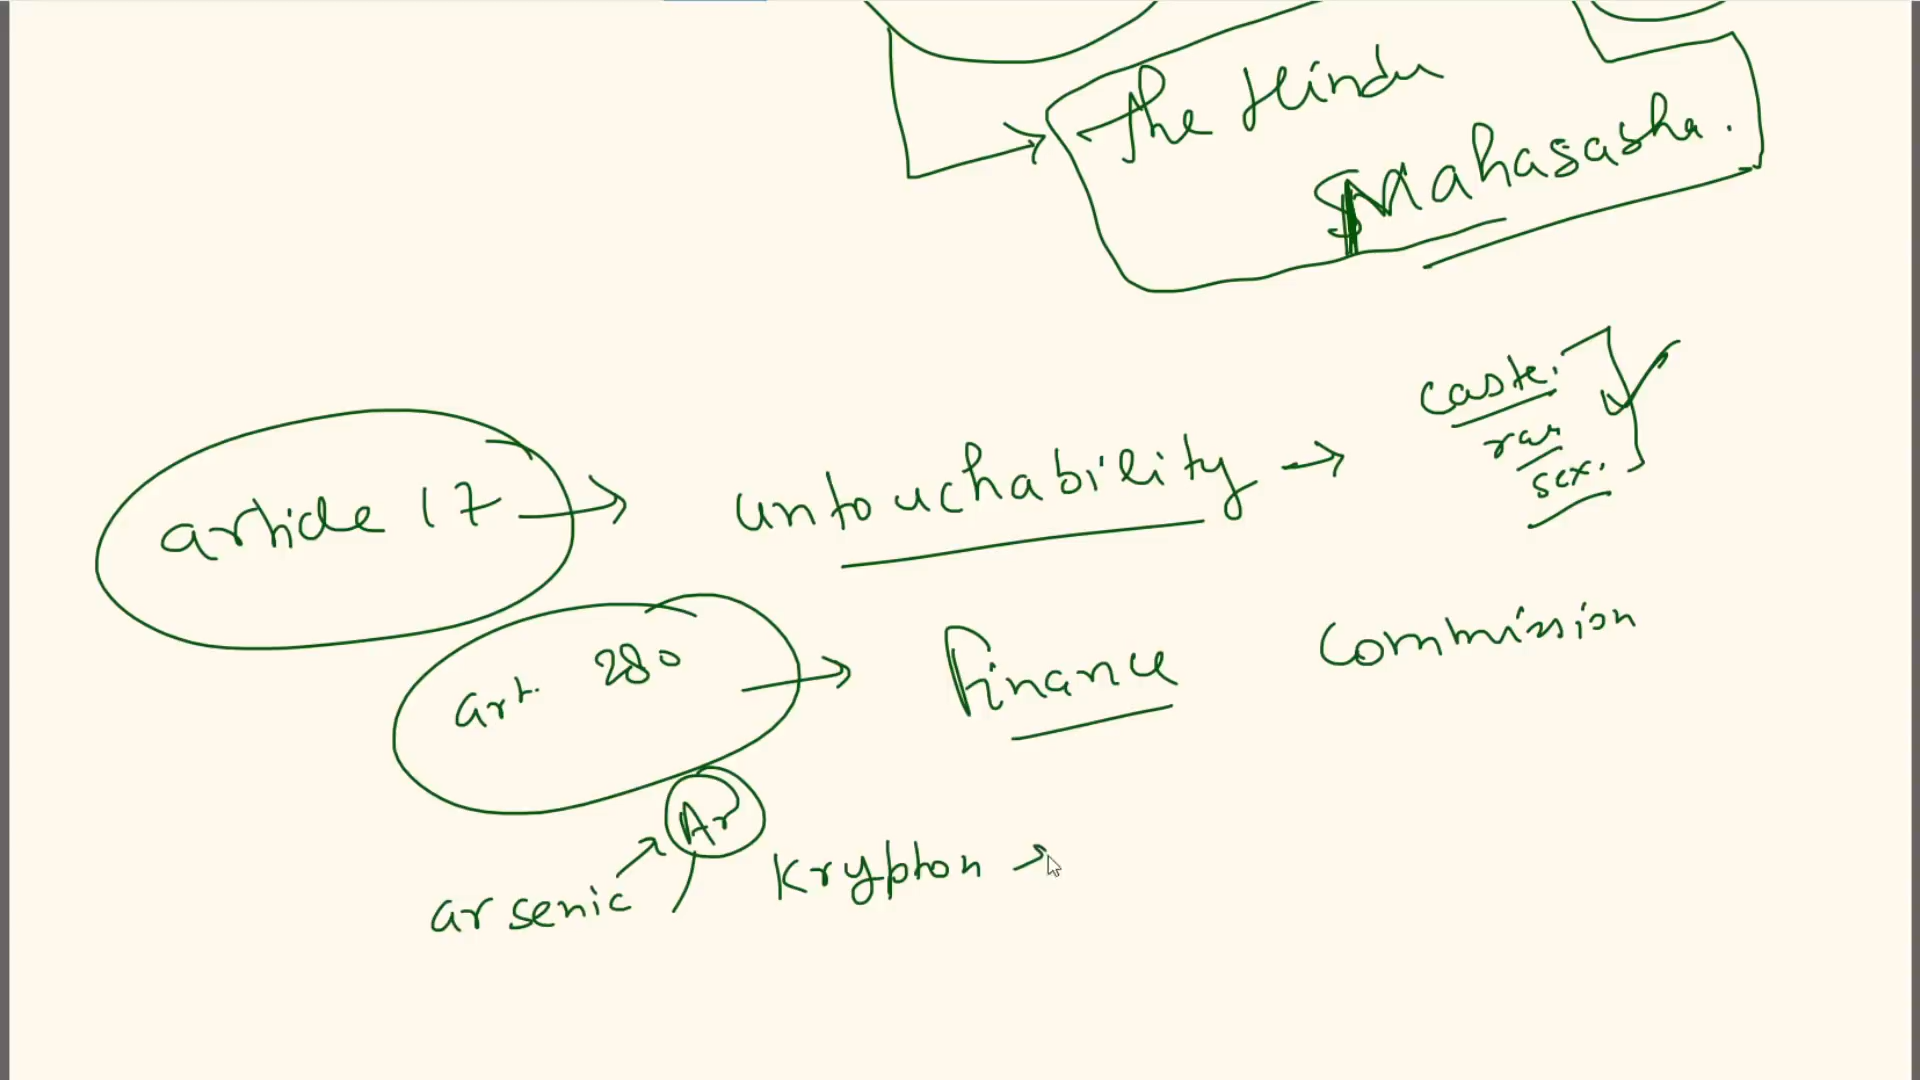 The Hindu
Mahasasha.
article 17 → untouchability → caste.
sex.
art. 280 → Finance Commission
Ar
arsenic
Krypton →